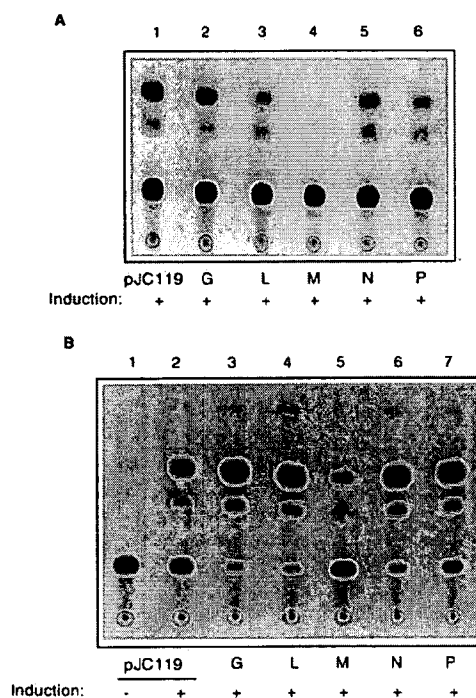 A
1 2 3 4 5 6
pJC119 G L M N P
Induction: + + + + + +
B
1 2 3 4 5 6 7
pJC119 G L M N P
Induction: - + + + + + +